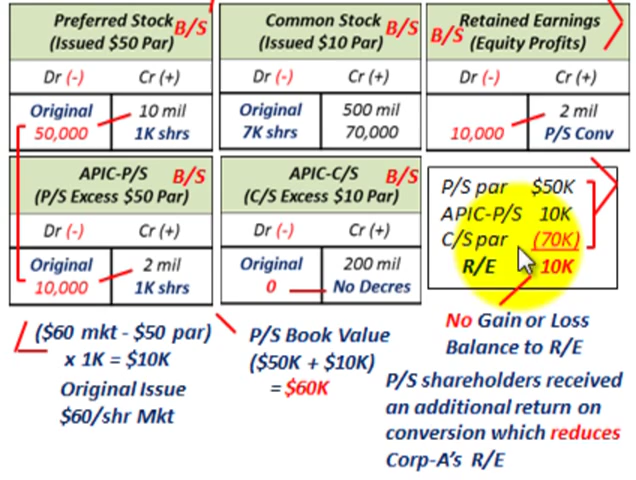 Preferred Stock B/S
(Issued $50 Par)
Dr (-) Cr (+)
Original 10 mil
50,000 1K shrs
Common Stock B/S
(Issued $10 Par)
Dr (-) Cr (+)
Original 500 mil
7K shrs 70,000
Retained Earnings
B/S (Equity Profits)
Dr (-) Cr (+)
2 mil
10,000 P/S Conv
APIC-P/S B/S
(P/S Excess $50 Par)
Dr (-) Cr (+)
Original 2 mil
10,000 1K shrs
APIC-C/S B/S
(C/S Excess $10 Par)
Dr (-) Cr (+)
Original 200 mil
0 No Decres
P/S par $50K
APIC-P/S 10K
C/S par (70K)
R/E 10K
($60 mkt - $50 par)
x 1K = $10K
Original Issue
$60/shr Mkt
P/S Book Value
($50K + $10K)
= $60K
No Gain or Loss
Balance to R/E
P/S shareholders received
an additional return on
conversion which reduces
Corp-A's R/E